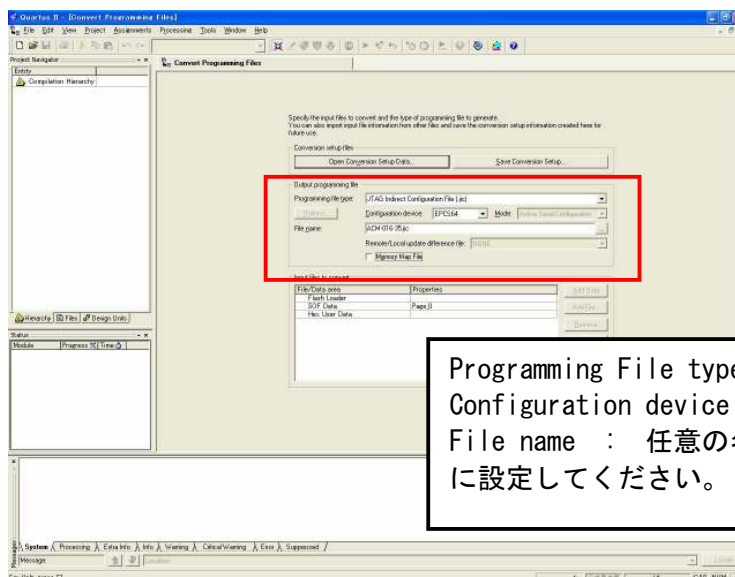 Quartus II - [Convert Programming Files]
File Edit View Project Assignments Processing Tools Window Help
Project Navigator
Entity
Compilation Hierarchy
Hierarchy Files Design Units
Status
Module Progress % Time
Convert Programming Files
Specify the input files to convert and the type of programming file to generate.
You can also import input file information from other files and save the conversion setup information created here for
future use.
Conversion setup files
Open Conversion Setup Data...
Save Conversion Setup...
Output programming file
Programming file type: JTAG Indirect Configuration File (.jic)
Options... Configuration device: EPCS64 Mode: Active Serial Configuration
File name: ACM-016-35.jic
Remote/Local update difference file: NONE
Memory Map File
Input files to convert
File/Data area Properties
Flash Loader
SOF Data Page_0
Hex User Data
Add Data
Add File
Remove
Programming File type
Configuration device
File name : 任意の
に設定してください。
Messages
System Processing Extra Info Info Warning Critical Warning Error Suppressed
Message: Location: Locate
For Help, press F1
CAP NUM